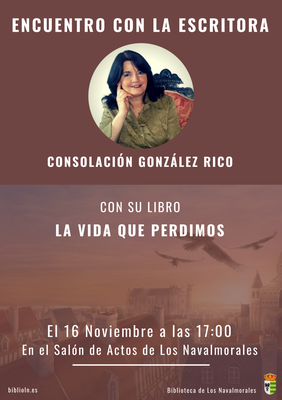 ENCUENTRO CON LA ESCRITORA
CONSOLACIÓN GONZÁLEZ RICO
CON SU LIBRO
LA VIDA QUE PERDIMOS
El 16 Noviembre a las 17:00
En el Salón de Actos de Los Navalmorales
biblioln.es
Biblioteca de Los Navalmorales